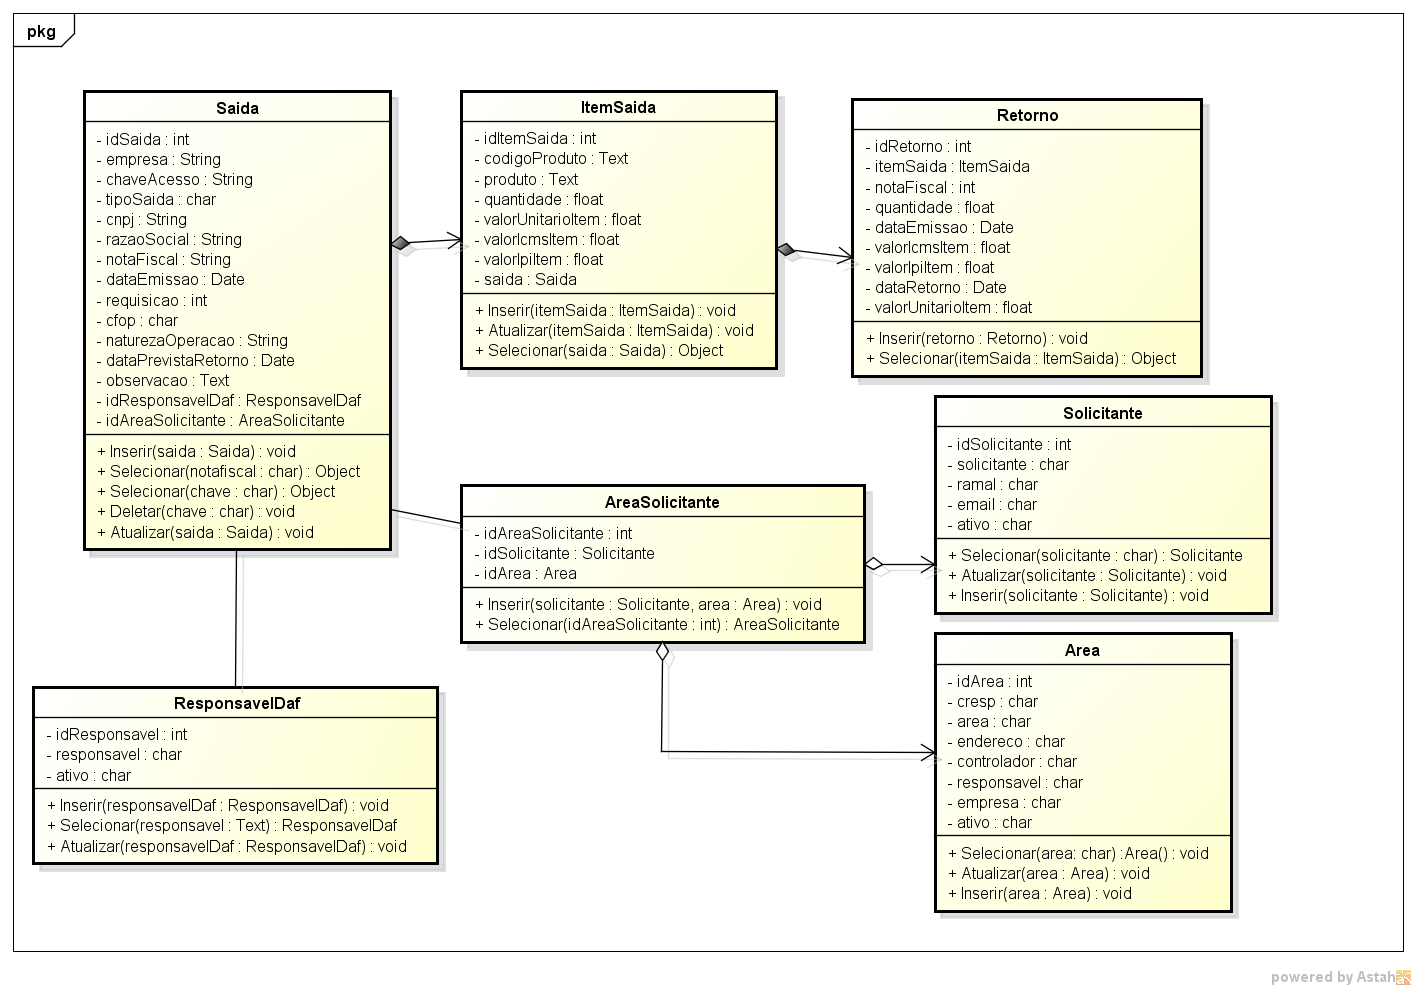 pkg
Saida
- idSaida : int
- empresa : String
- chaveAcesso : String
- tipoSaida : char
- cnpj : String
- razaoSocial : String
- notaFiscal : String
- dataEmissao : Date
- requisicao : int
- cfop : char
- naturezaOperacao : String
- dataPrevistaRetorno : Date
- observacao : Text
- idResponsavelDaf : ResponsavelDaf
- idAreaSolicitante : AreaSolicitante
+ Inserir(saida : Saida) : void
+ Selecionar(notafiscal : char) : Object
+ Selecionar(chave : char) : Object
+ Deletar(chave : char) : void
+ Atualizar(saida : Saida) : void
ItemSaida
- idItemSaida : int
- codigoProduto : Text
- produto : Text
- quantidade : float
- valorUnitarioItem : float
- valorIcmsItem : float
- valorIpiItem : float
- saida : Saida
+ Inserir(itemSaida : ItemSaida) : void
+ Atualizar(itemSaida : ItemSaida) : void
+ Selecionar(saida : Saida) : Object
Retorno
- idRetorno : int
- itemSaida : ItemSaida
- notaFiscal : int
- quantidade : float
- dataEmissao : Date
- valorIcmsItem : float
- valorIpiItem : float
- dataRetorno : Date
- valorUnitarioItem : float
+ Inserir(retorno : Retorno) : void
+ Selecionar(itemSaida : ItemSaida) : Object
Solicitante
- idSolicitante : int
- solicitante : char
- ramal : char
- email : char
- ativo : char
+ Selecionar(solicitante : char) : Solicitante
+ Atualizar(solicitante : Solicitante) : void
+ Inserir(solicitante : Solicitante) : void
AreaSolicitante
- idAreaSolicitante : int
- idSolicitante : Solicitante
- idArea : Area
+ Inserir(solicitante : Solicitante, area : Area) : void
+ Selecionar(idAreaSolicitante : int) : AreaSolicitante
Area
- idArea : int
- cresp : char
- area : char
- endereco : char
- controlador : char
- responsavel : char
- empresa : char
- ativo : char
+ Selecionar(area: char) :Area() : void
+ Atualizar(area : Area) : void
+ Inserir(area : Area) : void
ResponsavelDaf
- idResponsavel : int
- responsavel : char
- ativo : char
+ Inserir(responsavelDaf : ResponsavelDaf) : void
+ Selecionar(responsavel : Text) : ResponsavelDaf
+ Atualizar(responsavelDaf : ResponsavelDaf) : void
powered by Astah